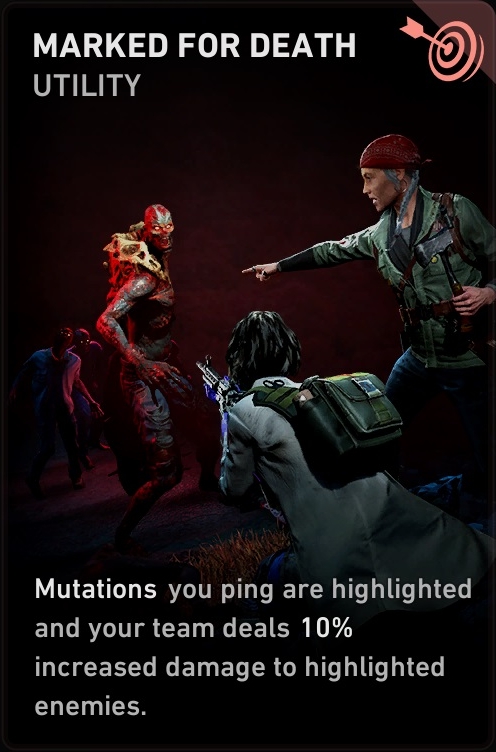 MARKED FOR DEATH
UTILITY
Mutations you ping are highlighted
and your team deals 10%
increased damage to highlighted
enemies.